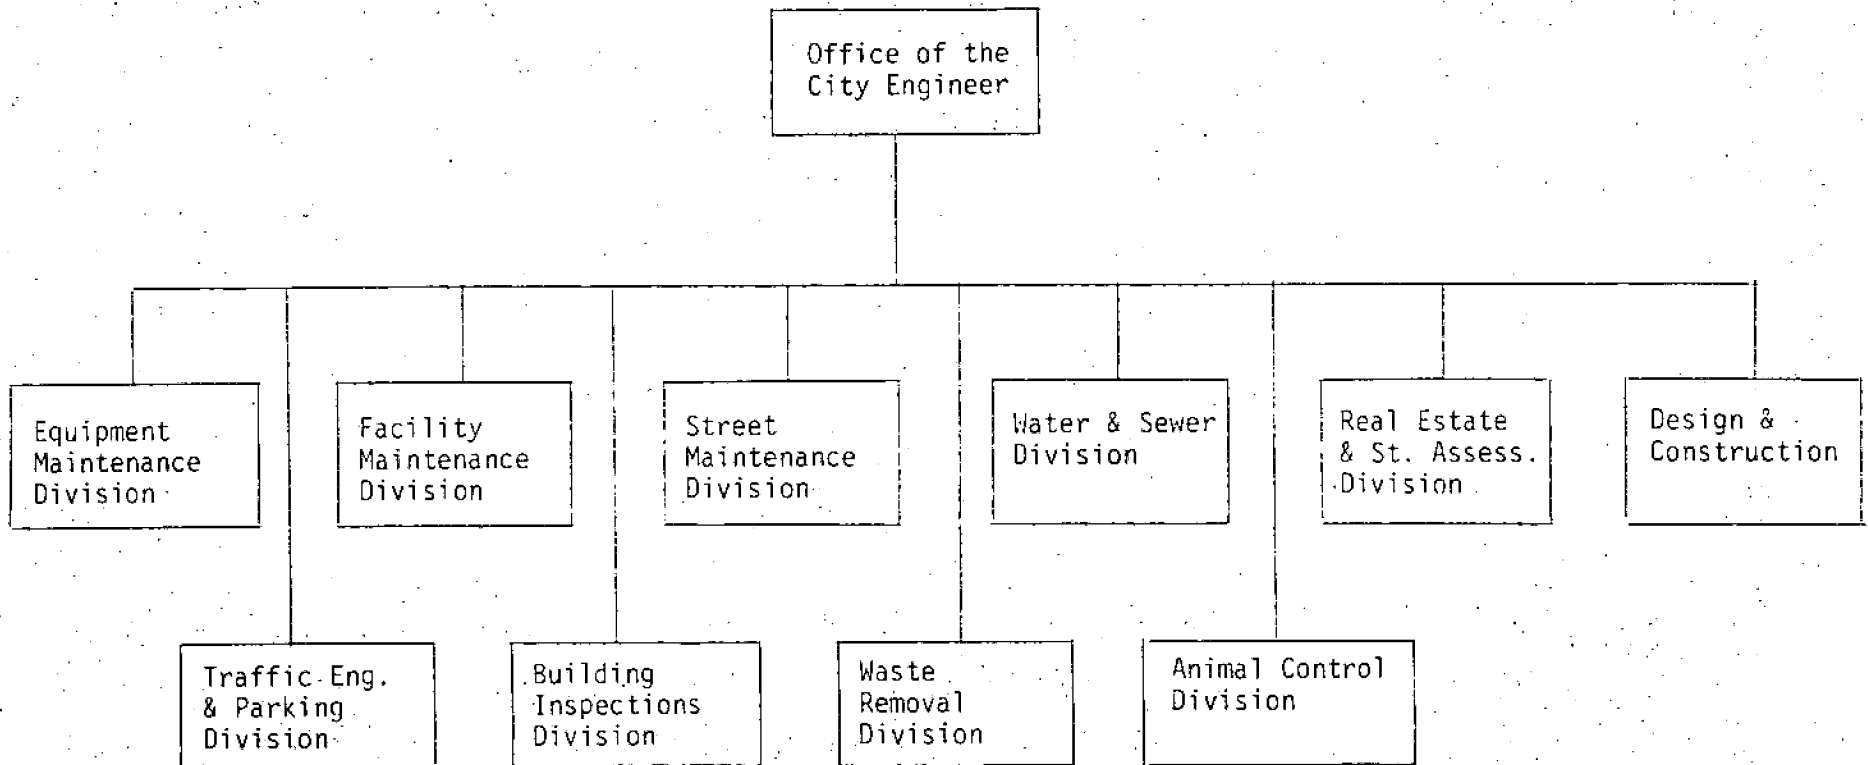 Office of the
City Engineer
Equipment
Maintenance
Division
Facility
Maintenance
Division
Street
Maintenance
Division
Water & Sewer
Division
Real Estate
& St. Assess.
Division
Design &
Construction
Traffic Eng.
& Parking
Division
Building
Inspections
Division
Waste
Removal
Division
Animal Control
Division